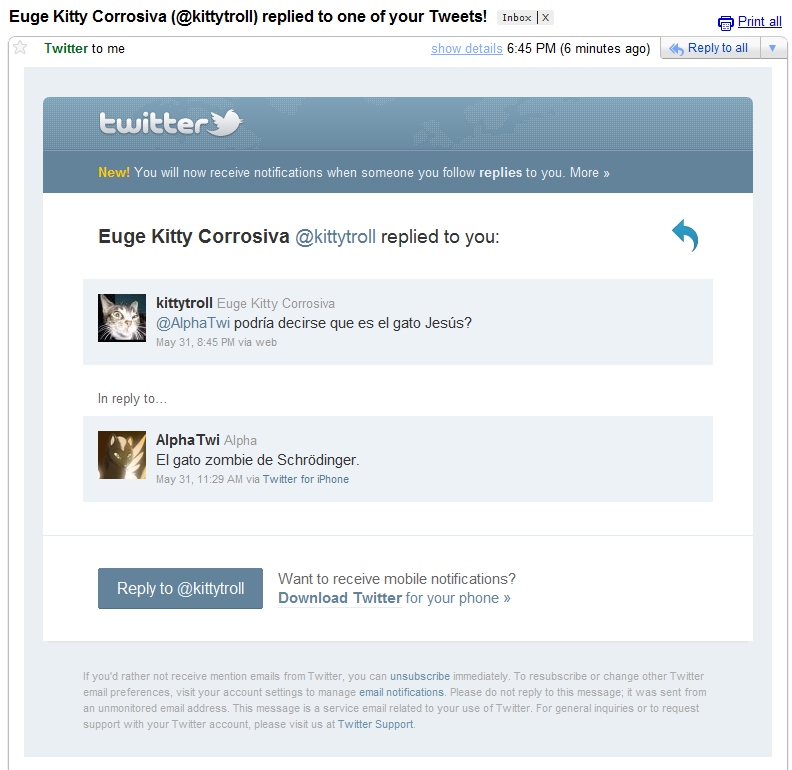 Euge Kitty Corrosiva (@kittytroll) replied to one of your Tweets! Inbox | X
Print all
Twitter to me show details 6:45 PM (6 minutes ago) Reply to all
twitter
New! You will now receive notifications when someone you follow replies to you. More »
Euge Kitty Corrosiva @kittytroll replied to you:
kittytroll Euge Kitty Corrosiva
@AlphaTwi podría decirse que es el gato Jesús?
May 31, 8:45 PM via web
In reply to...
AlphaTwi Alpha
El gato zombie de Schrödinger.
May 31, 11:29 AM via Twitter for iPhone
Reply to @kittytroll
Want to receive mobile notifications?
Download Twitter for your phone »
If you'd rather not receive mention emails from Twitter, you can unsubscribe immediately. To resubscribe or change other Twitter
email preferences, visit your account settings to manage email notifications. Please do not reply to this message; it was sent from
an unmonitored email address. This message is a service email related to your use of Twitter. For general inquiries or to request
support with your Twitter account, please visit us at Twitter Support.